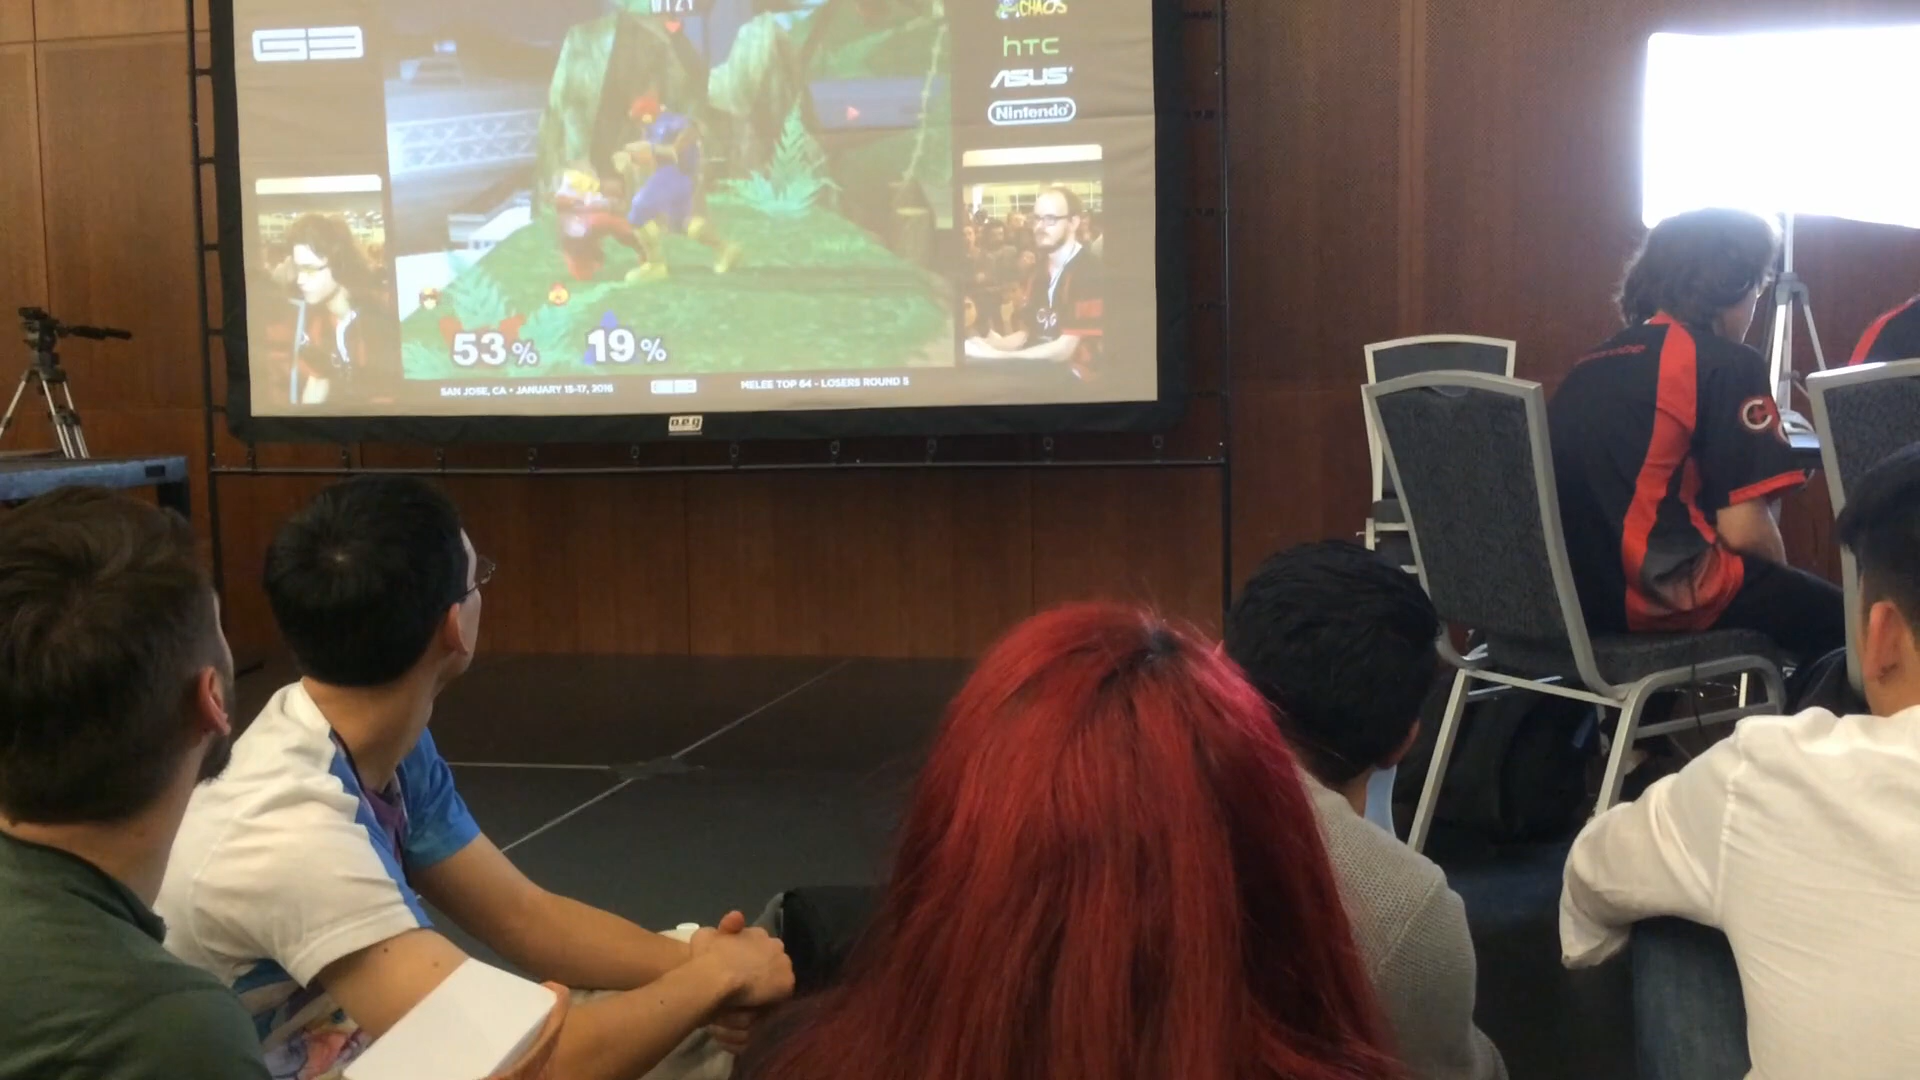 WIZY
CHAOS
G3
hTC
ASUS
Nintendo
53%
19%
SAN JOSE, CA • JANUARY 15-17, 2016
MELEE TOP 64 - LOSERS ROUND 5